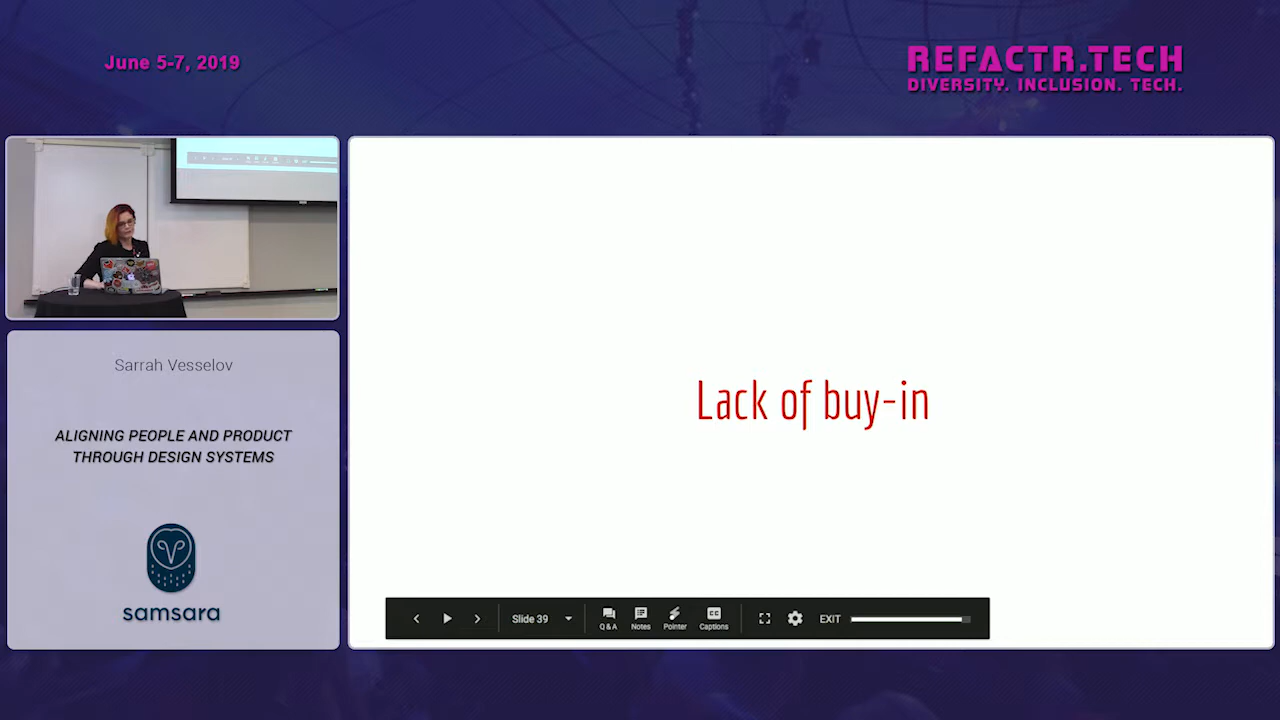 June 5-7, 2019
REFACTR.TECH
DIVERSITY. INCLUSION. TECH.
Sarrah Vesselov
ALIGNING PEOPLE AND PRODUCT
THROUGH DESIGN SYSTEMS
samsara
Lack of buy-in
Slide 39
Q & A
Notes
Pointer
CC
Captions
EXIT